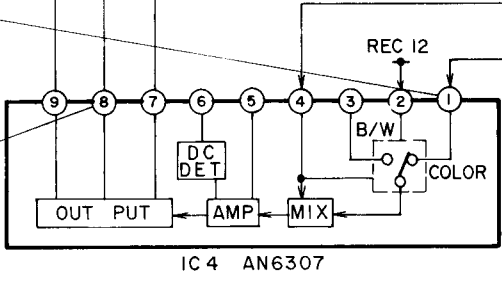 REC 12
9 8 7 6 5 4 3 2 1
B/W
DC
DET
COLOR
OUT PUT
AMP
MIX
IC4 AN6307